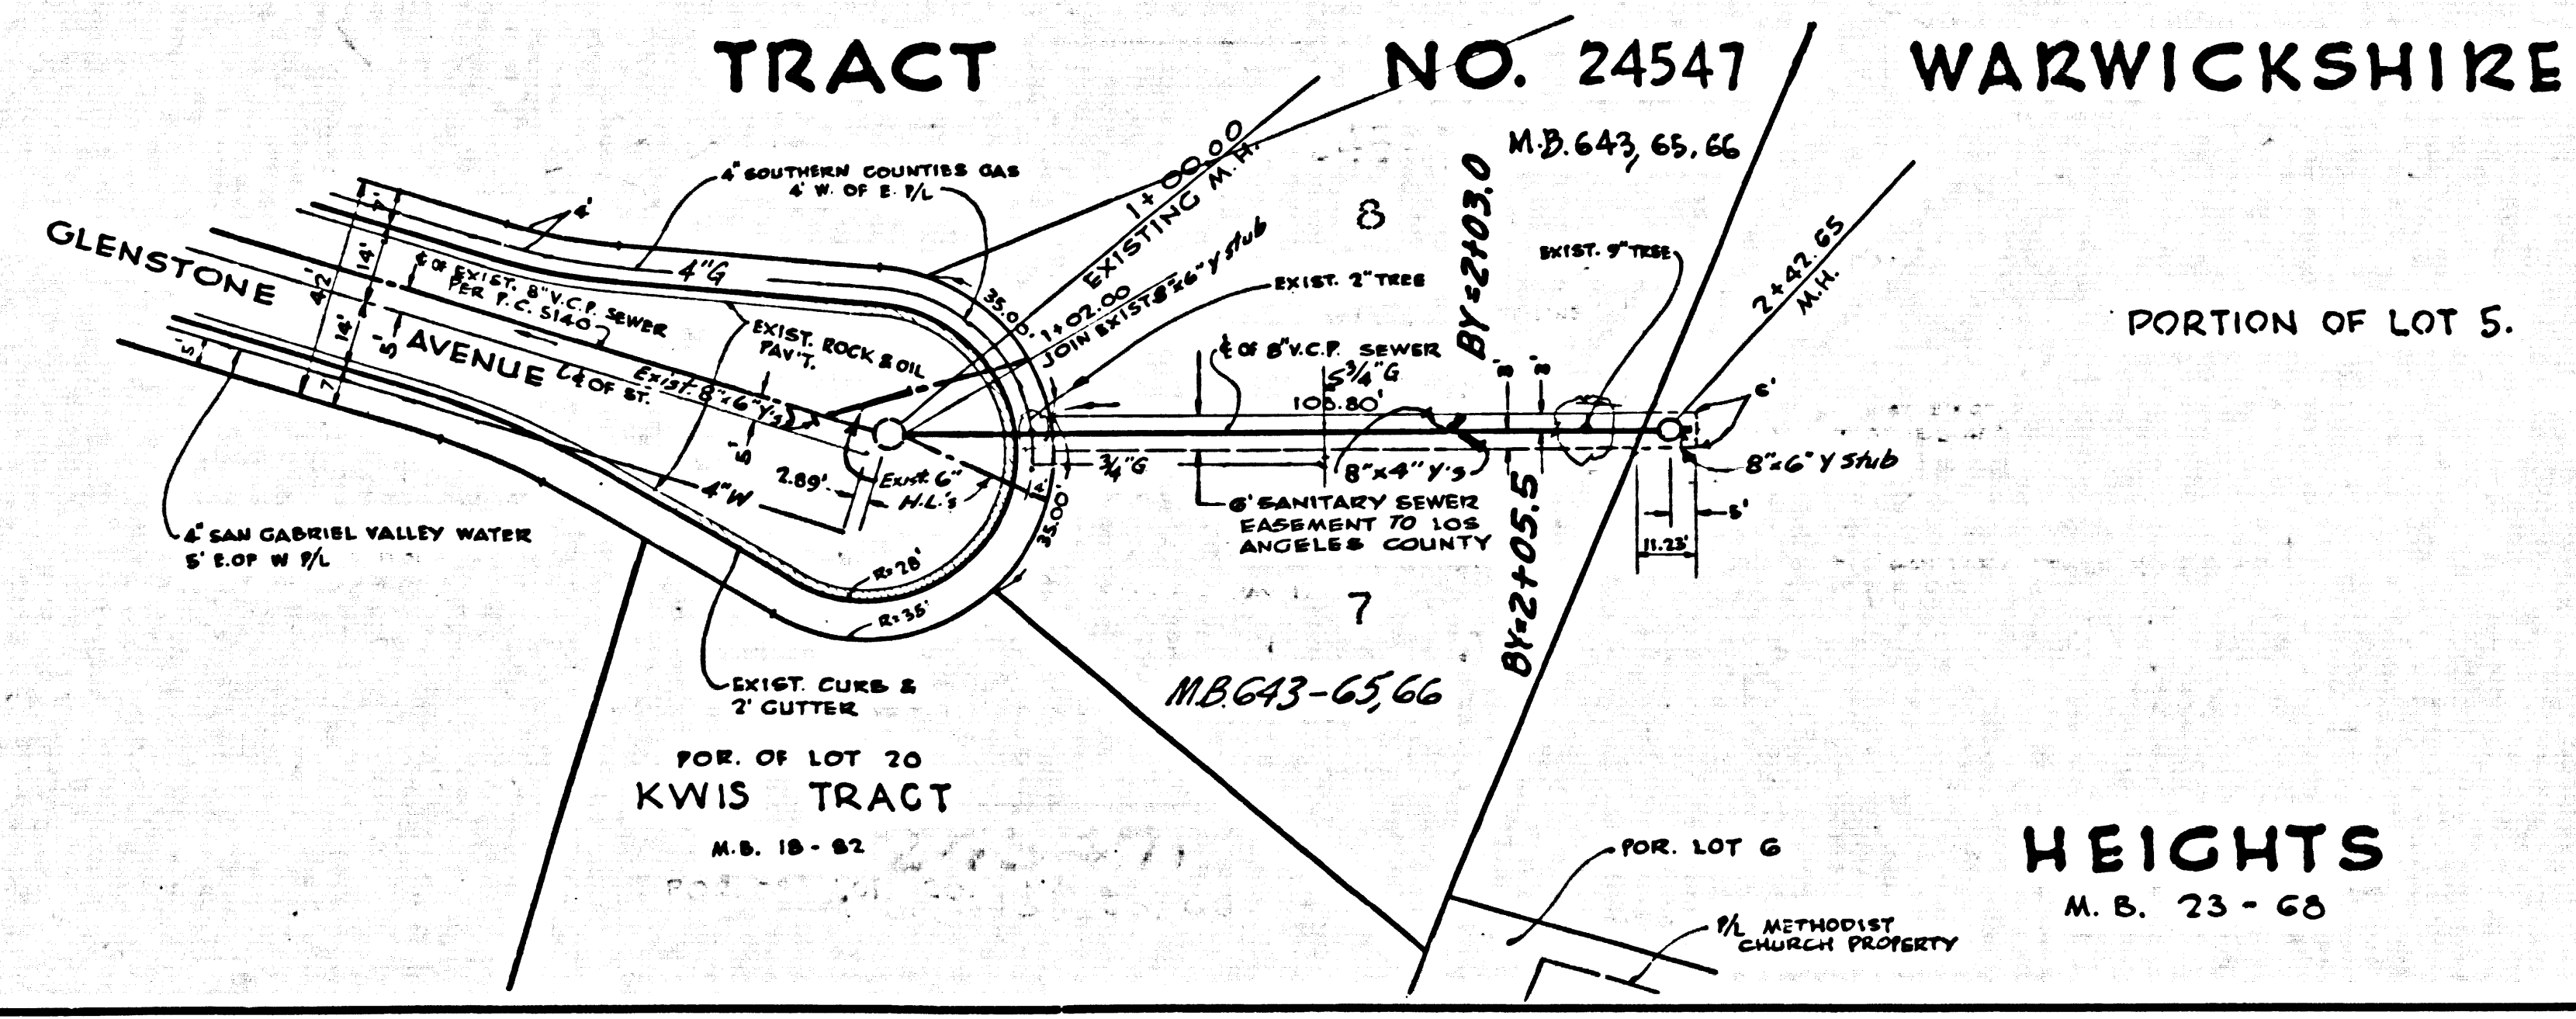 TRACT NO. 24547 WARWICKSHIRE
M.B. 643, 65, 66
4" SOUTHERN COUNTIES GAS
4' W. OF E. P/L
1+00.00
EXISTING M.H.
1+02.00
JOIN EXIST 8"x6" Y stub
8
BY=2+03.0
EXIST. 9" TREE
2+42.65
M.H.
PORTION OF LOT 5.
GLENSTONE AVENUE
7'
4'
14'
42'
14'
7'
5'
5'
℄ OF EXIST. 8" V.C.P. SEWER
PER P.C. 5140
4"G
EXIST. ROCK & OIL
PAV'T.
35.00'
EXIST. 2" TREE
℄ OF ST.
Exist. 8"x6" Y's
5'
℄ OF 8" V.C.P. SEWER
5 3/4"G
108.80'
3/4"G
8"x4" Y's
6'
8"x6" Y stub
5'
11.23'
6' SANITARY SEWER
EASEMENT TO LOS
ANGELES COUNTY
BY=2+05.5
2.89'
Exist. 6"
H.L.'s
4"W
35.00'
R=28'
R=35'
4" SAN GABRIEL VALLEY WATER
5' E. OF W P/L
7
M.B. 643-65,66
EXIST. CURB &
2' GUTTER
POR. OF LOT 20
KWIS TRACT
M.B. 18-82
POR. LOT 6
P/L METHODIST
CHURCH PROPERTY
HEIGHTS
M. B. 23-68